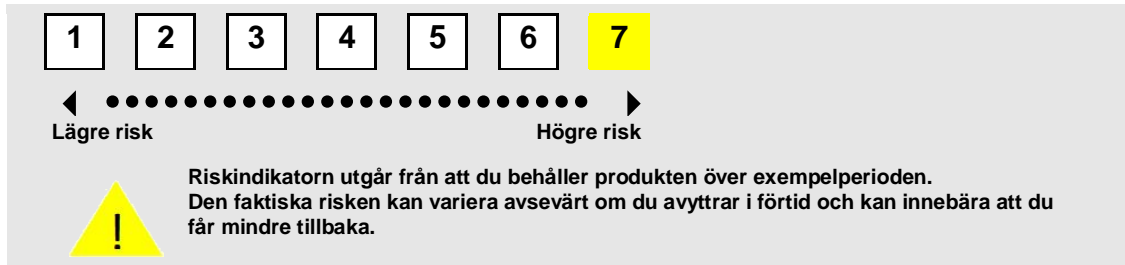 1 2 3 4 5 6 7
Lägre risk Högre risk
Riskindikatorn utgår från att du behåller produkten över exempelperioden.
Den faktiska risken kan variera avsevärt om du avyttrar i förtid och kan innebära att du
får mindre tillbaka.
!